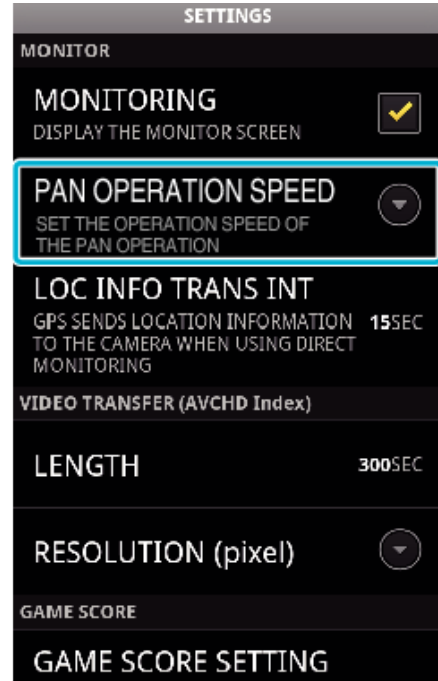 SETTINGS
MONITOR
MONITORING
DISPLAY THE MONITOR SCREEN
PAN OPERATION SPEED
SET THE OPERATION SPEED OF
THE PAN OPERATION
LOC INFO TRANS INT
GPS SENDS LOCATION INFORMATION 15SEC
TO THE CAMERA WHEN USING DIRECT
MONITORING
VIDEO TRANSFER (AVCHD Index)
LENGTH 300SEC
RESOLUTION (pixel)
GAME SCORE
GAME SCORE SETTING